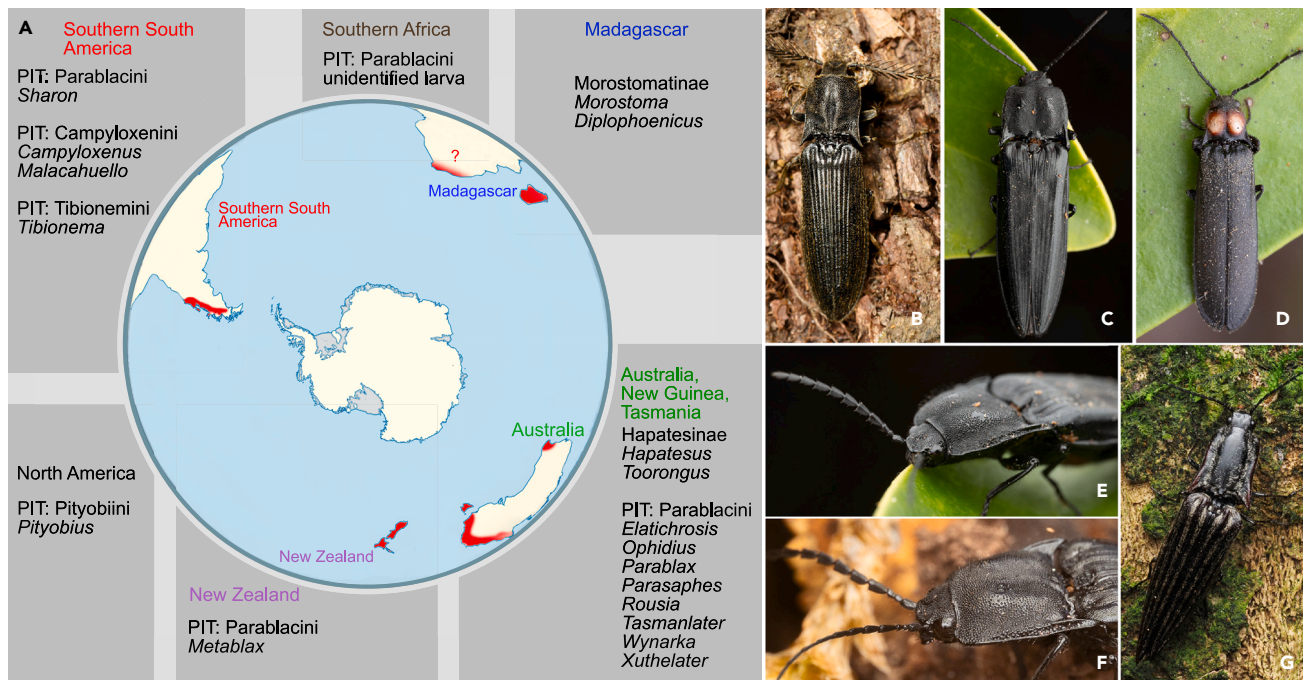 A
Southern South
America
PIT: Parablacini
Sharon
PIT: Campyloxenini
Campyloxenus
Malacahuello
PIT: Tibionemini
Tibionema
Southern Africa
PIT: Parablacini
unidentified larva
Madagascar
Morostomatinae
Morostoma
Diplophoenicus
?
Madagascar
Southern South
America
Australia
New Zealand
North America
PIT: Pityobiini
Pityobius
New Zealand
PIT: Parablacini
Metablax
Australia,
New Guinea,
Tasmania
Hapatesinae
Hapatesus
Toorongus
PIT: Parablacini
Elatichrosis
Ophidius
Parablax
Parasaphes
Rousia
Tasmanlater
Wynarka
Xuthelater
B
C
D
E
F
G